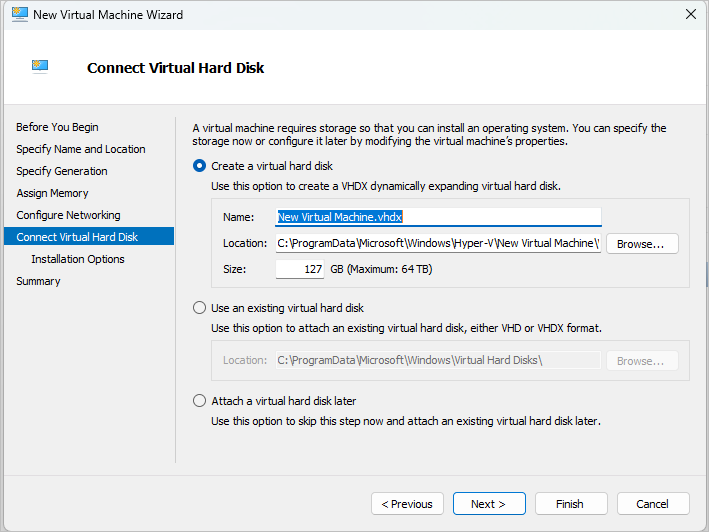 New Virtual Machine Wizard
Connect Virtual Hard Disk
Before You Begin
Specify Name and Location
Specify Generation
Assign Memory
Configure Networking
Connect Virtual Hard Disk
Installation Options
Summary
A virtual machine requires storage so that you can install an operating system. You can specify the
storage now or configure it later by modifying the virtual machine's properties.
Create a virtual hard disk
Use this option to create a VHDX dynamically expanding virtual hard disk.
Name: New Virtual Machine.vhdx
Location: C:\ProgramData\Microsoft\Windows\Hyper-V\New Virtual Machine\ Browse...
Size: 127 GB (Maximum: 64 TB)
Use an existing virtual hard disk
Use this option to attach an existing virtual hard disk, either VHD or VHDX format.
Location: C:\ProgramData\Microsoft\Windows\Virtual Hard Disks\ Browse...
Attach a virtual hard disk later
Use this option to skip this step now and attach an existing virtual hard disk later.
< Previous Next > Finish Cancel